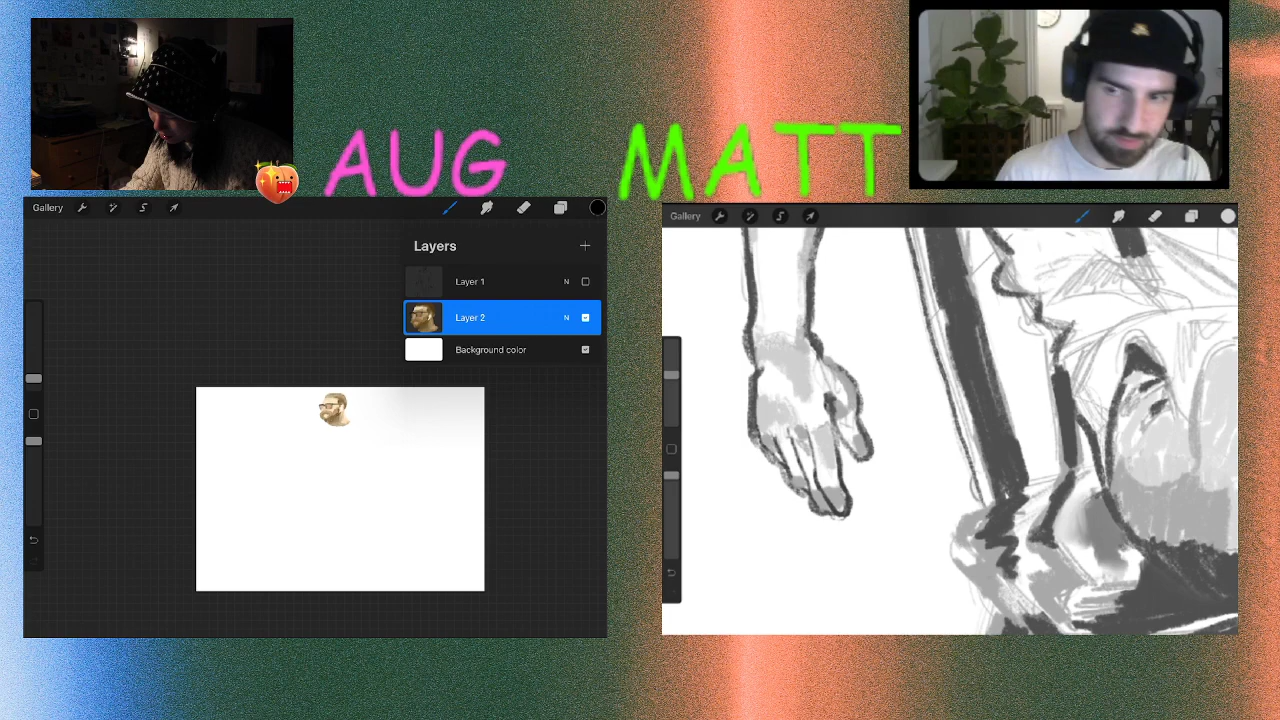 AUG
MATT
Gallery
Layers
Layer 1
N
Layer 2
N
Background color
Gallery